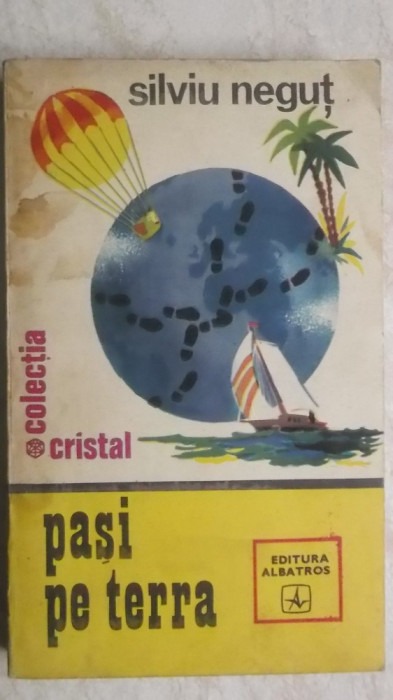 silviu neguț
colecția
cristal
pași
pe terra
EDITURA
ALBATROS